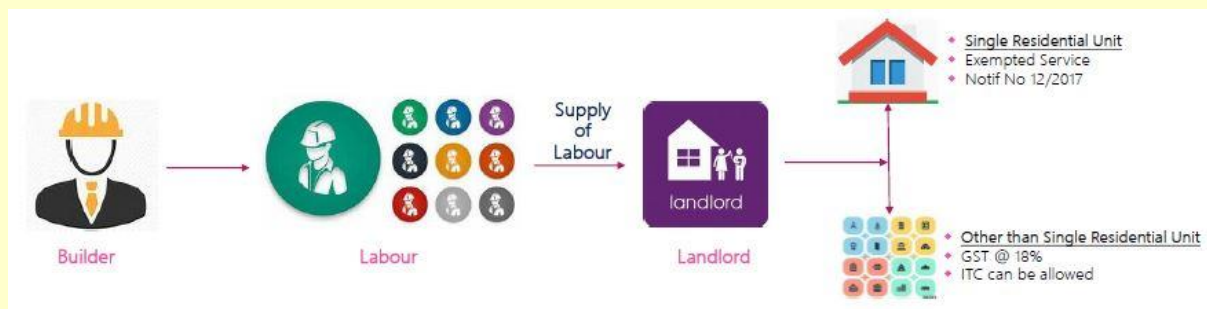 Builder
Labour
Supply
of
Labour
landlord
Landlord
Single Residential Unit
Exempted Service
Notif No 12/2017
Other than Single Residential Unit
GST @ 18%
ITC can be allowed